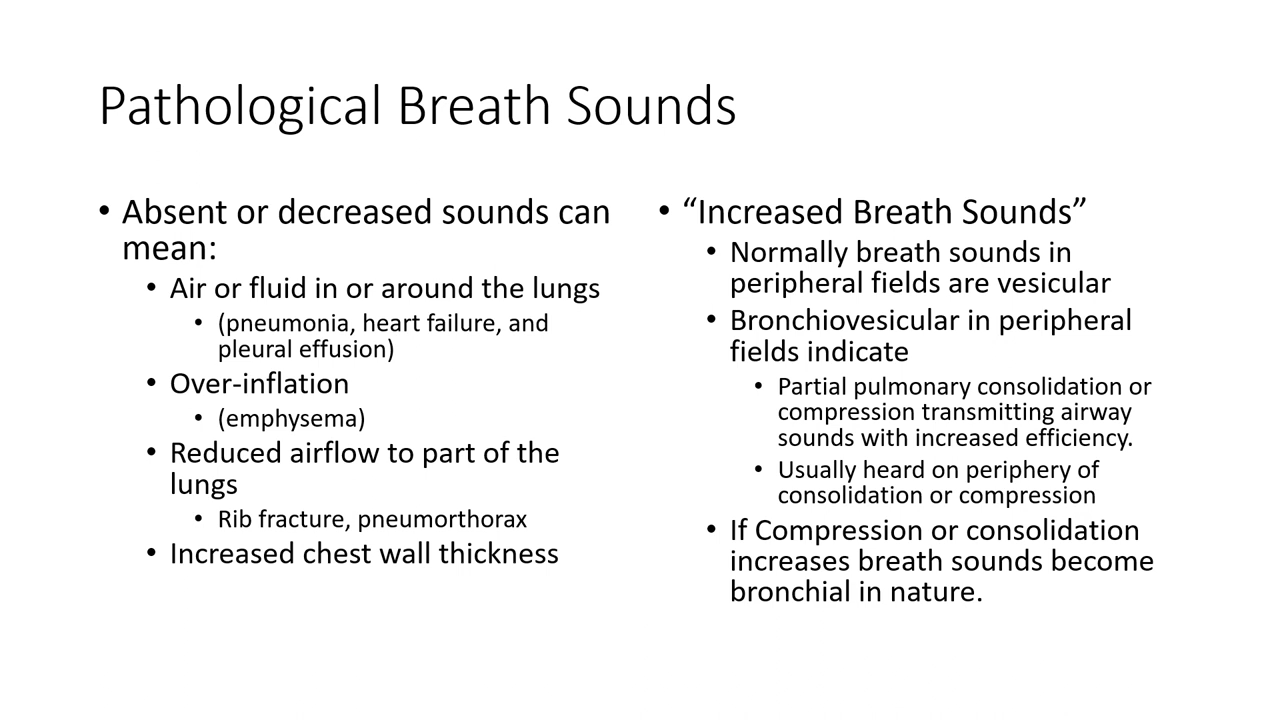 Pathological Breath Sounds
• Absent or decreased sounds can
mean:
• Air or fluid in or around the lungs
• (pneumonia, heart failure, and
pleural effusion)
• Over-inflation
• (emphysema)
• Reduced airflow to part of the
lungs
• Rib fracture, pneumorthorax
• Increased chest wall thickness
• “Increased Breath Sounds”
• Normally breath sounds in
peripheral fields are vesicular
• Bronchiovesicular in peripheral
fields indicate
• Partial pulmonary consolidation or
compression transmitting airway
sounds with increased efficiency.
• Usually heard on periphery of
consolidation or compression
• If Compression or consolidation
increases breath sounds become
bronchial in nature.